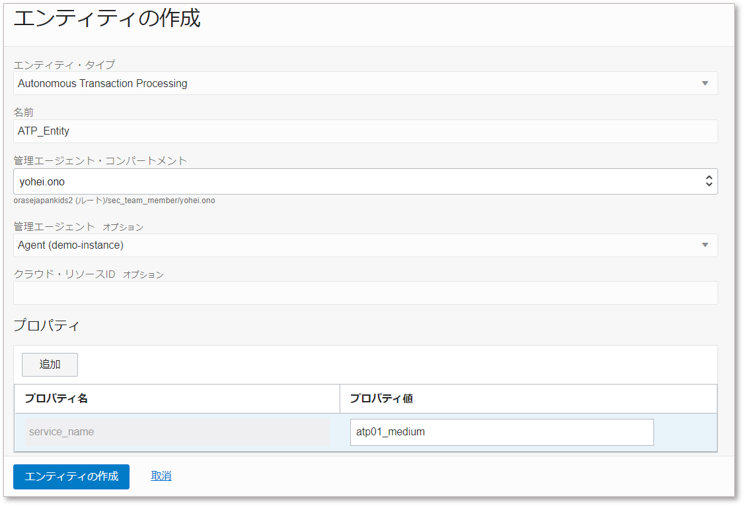 エンティティの作成
エンティティ・タイプ
Autonomous Transaction Processing
名前
ATP_Entity
管理エージェント・コンパートメント
yohei.ono
orasejapankids2 (ルート)/sec_team_member/yohei.ono
管理エージェント オプション
Agent (demo-instance)
クラウド・リソースID オプション
プロパティ
追加
プロパティ名 プロパティ値
service_name atp01_medium
エンティティの作成 取消